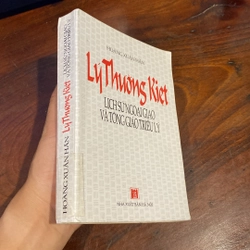 HOÀNG XUÂN HÃN
Lý Thường Kiệt
LỊCH SỬ NGOẠI GIAO
VÀ TÔNG GIÁO TRIỀU LÝ
NHÀ XUẤT BẢN HÀ NỘI
HOÀNG XUÂN HÃN Lý Thường Kiệt